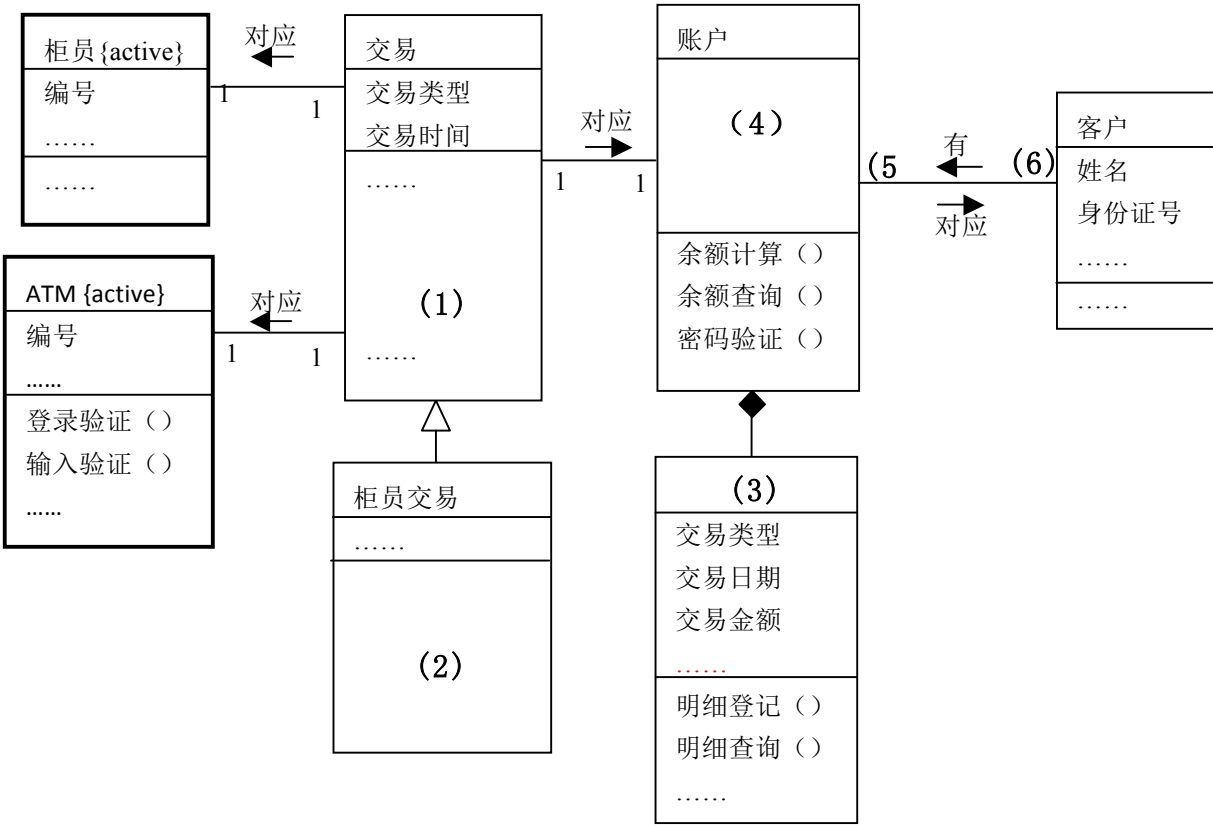 柜员{active}
编号
……
……
对应
1
1
交易
交易类型
交易时间
……
(1)
……
对应
1
1
账户
(4)
余额计算（）
余额查询（）
密码验证（）
(5
有
(6)
对应
客户
姓名
身份证号
……
……
ATM {active}
编号
……
登录验证（）
输入验证（）
……
对应
1
1
柜员交易
……
(2)
(3)
交易类型
交易日期
交易金额
……
明细登记（）
明细查询（）
……